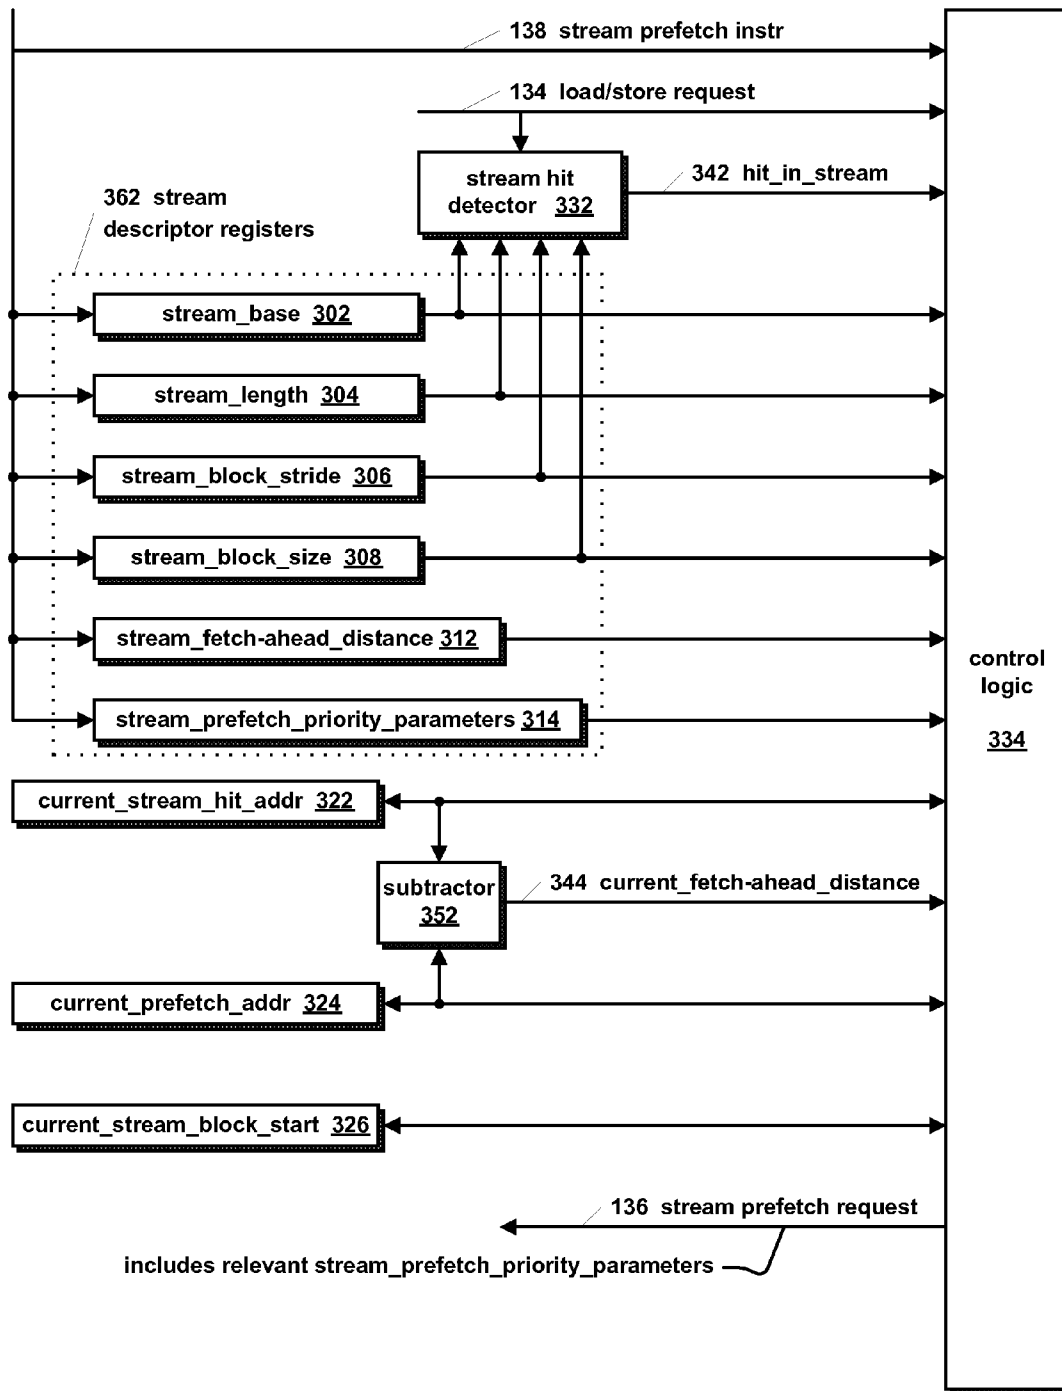 138 stream prefetch instr
134 load/store request
stream hit
detector 332
342 hit_in_stream
362 stream
descriptor registers
stream_base 302
stream_length 304
stream_block_stride 306
stream_block_size 308
stream_fetch-ahead_distance 312
stream_prefetch_priority_parameters 314
control
logic
334
current_stream_hit_addr 322
subtractor
352
344 current_fetch-ahead_distance
current_prefetch_addr 324
current_stream_block_start 326
136 stream prefetch request
includes relevant stream_prefetch_priority_parameters